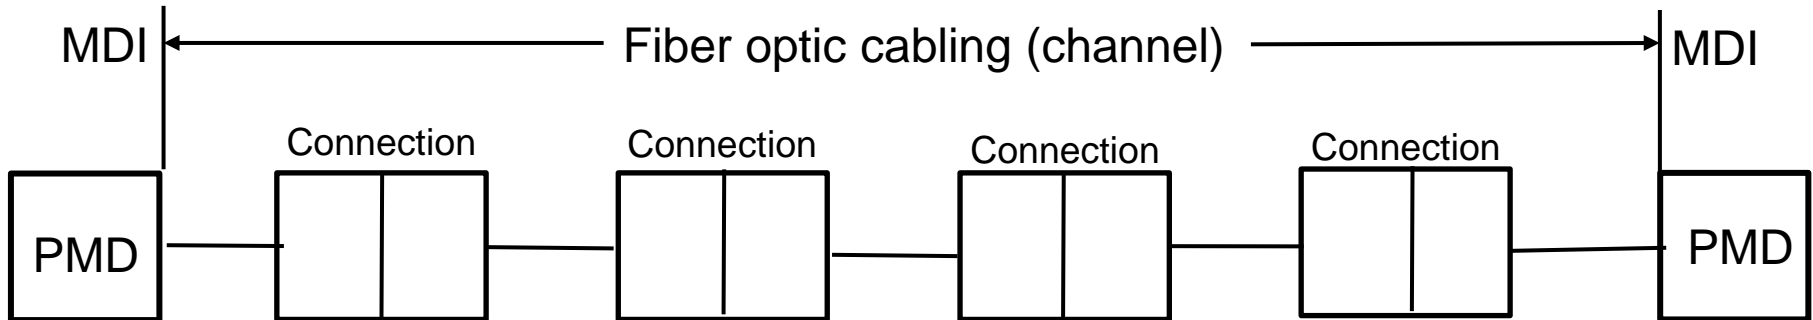 MDI Fiber optic cabling (channel) MDI
Connection Connection Connection Connection
PMD PMD